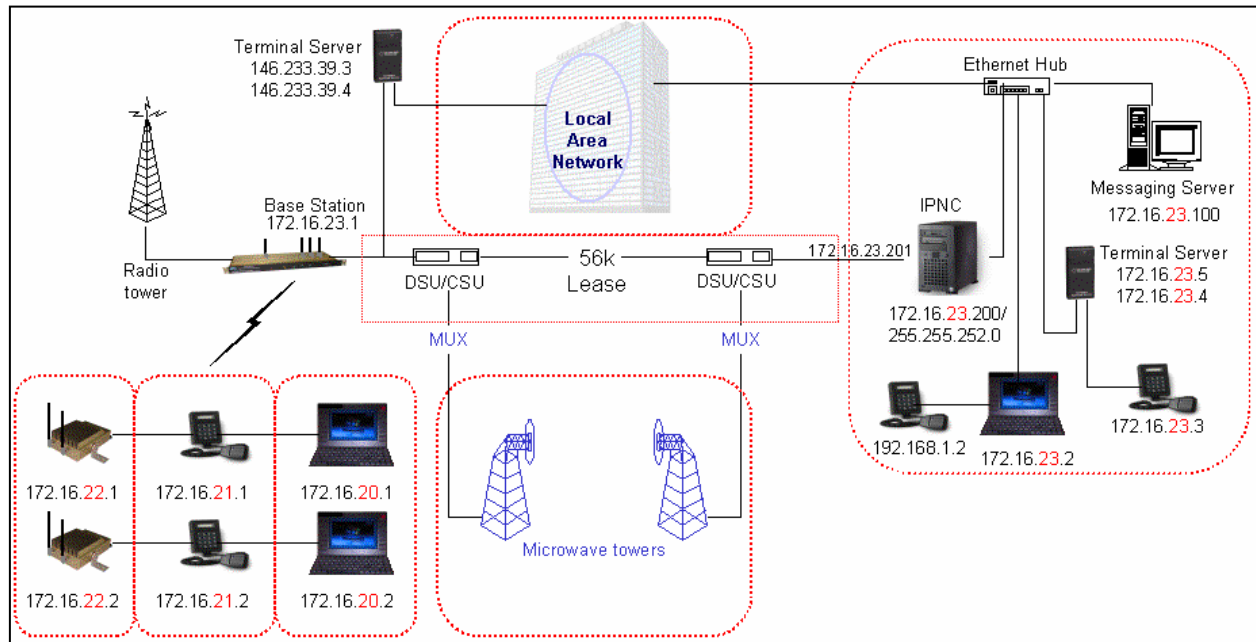 Terminal Server
146.233.39.3
146.233.39.4
Local
Area
Network
Ethernet Hub
Messaging Server
172.16.23.100
Base Station
172.16.23.1
Radio
tower
DSU/CSU
56k
Lease
DSU/CSU
172.16.23.201
IPNC
172.16.23.200/
255.255.252.0
Terminal Server
172.16.23.5
172.16.23.4
MUX
MUX
192.168.1.2
172.16.23.2
172.16.23.3
172.16.22.1
172.16.21.1
172.16.20.1
Microwave towers
172.16.22.2
172.16.21.2
172.16.20.2